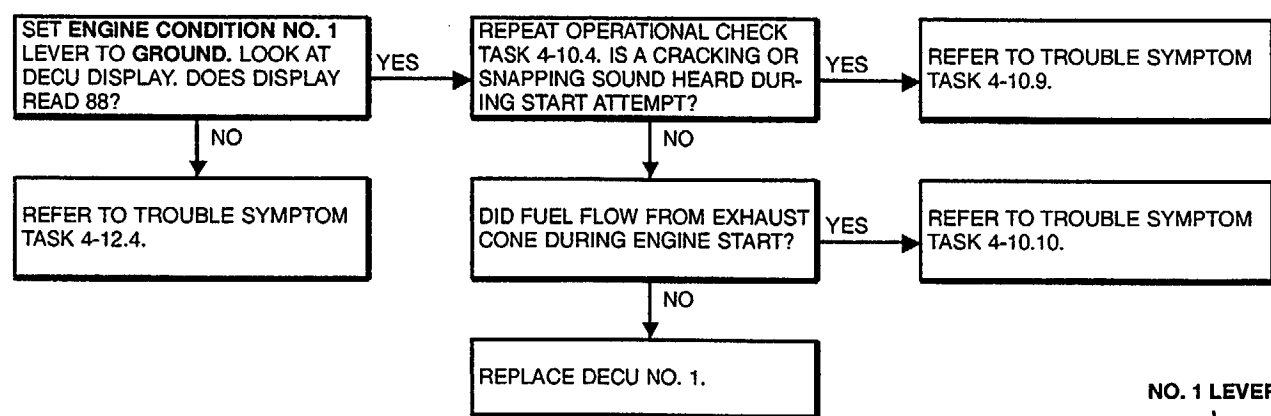 SET ENGINE CONDITION NO. 1
LEVER TO GROUND. LOOK AT
DECU DISPLAY. DOES DISPLAY
READ 88?
YES
REPEAT OPERATIONAL CHECK
TASK 4-10.4. IS A CRACKING OR
SNAPPING SOUND HEARD DUR-
ING START ATTEMPT?
YES
REFER TO TROUBLE SYMPTOM
TASK 4-10.9.
NO
NO
REFER TO TROUBLE SYMPTOM
TASK 4-12.4.
DID FUEL FLOW FROM EXHAUST
CONE DURING ENGINE START?
YES
REFER TO TROUBLE SYMPTOM
TASK 4-10.10.
NO
REPLACE DECU NO. 1.
NO. 1 LEVER